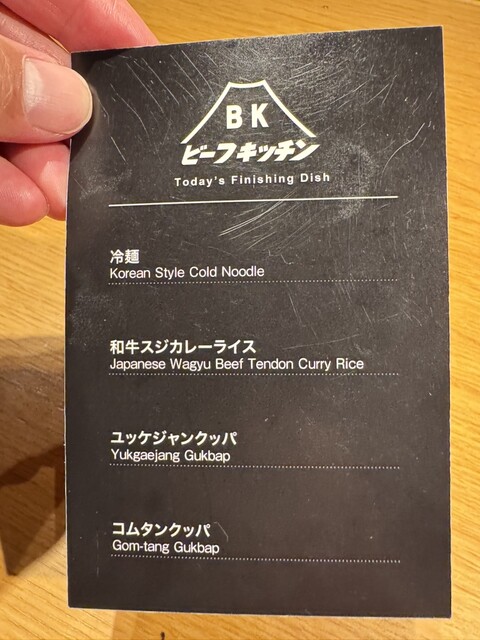 BK
ビーフキッチン
Today's Finishing Dish
冷麺
Korean Style Cold Noodle
和牛スジカレーライス
Japanese Wagyu Beef Tendon Curry Rice
ユッケジャンクッパ
Yukgaejang Gukbap
コムタンクッパ
Gom-tang Gukbap